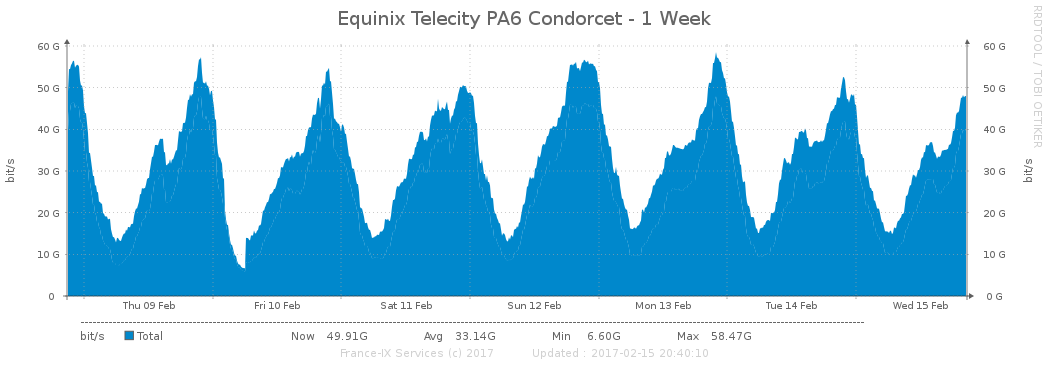 Equinix Telecity PA6 Condorcet - 1 Week
RRDTOOL / TOBI OETIKER
bit/s
60 G 60 G
50 G 50 G
40 G 40 G
30 G 30 G
20 G 20 G
10 G 10 G
0 0 G
bit/s
Thu 09 Feb Fri 10 Feb Sat 11 Feb Sun 12 Feb Mon 13 Feb Tue 14 Feb Wed 15 Feb
bit/s Total Now 49.91G Avg 33.14G Min 6.60G Max 58.47G
France-IX Services (c) 2017 Updated : 2017-02-15 20:40:10